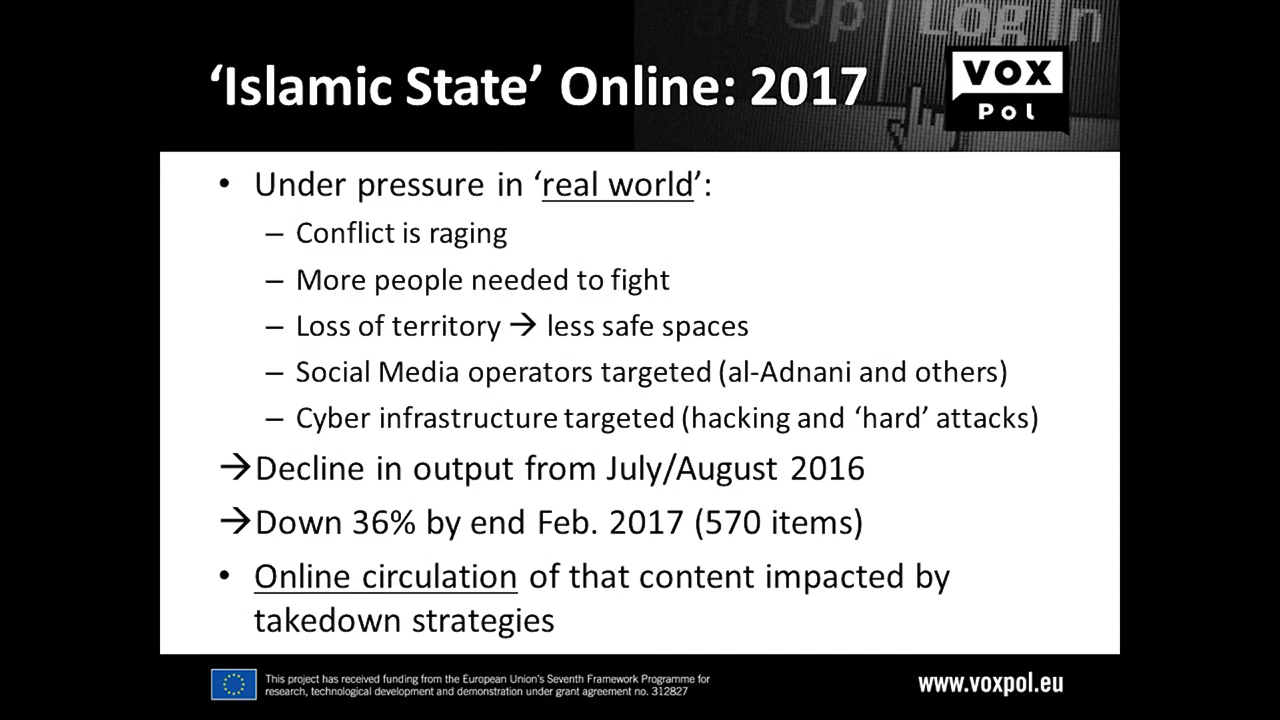 Sign Up Log In
‘Islamic State’ Online: 2017
VOX
Pol
• Under pressure in ‘real world’:
– Conflict is raging
– More people needed to fight
– Loss of territory → less safe spaces
– Social Media operators targeted (al-Adnani and others)
– Cyber infrastructure targeted (hacking and ‘hard’ attacks)
→Decline in output from July/August 2016
→Down 36% by end Feb. 2017 (570 items)
• Online circulation of that content impacted by
takedown strategies
This project has received funding from the European Union's Seventh Framework Programme for
research, technological development and demonstration under grant agreement no. 312827
www.voxpol.eu